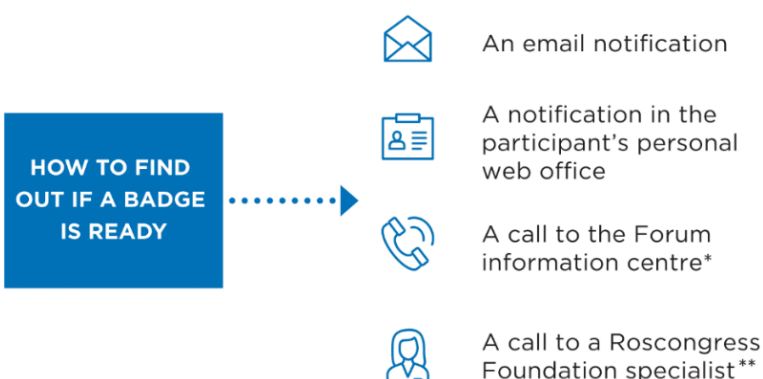 An email notification
A notification in the
participant's personal
web office
HOW TO FIND
OUT IF A BADGE
IS READY
A call to the Forum
information centre*
A call to a Roscongress
Foundation specialist**